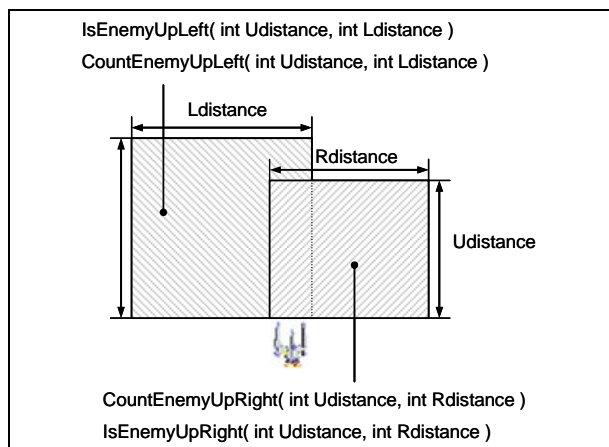 IsEnemyUpLeft( int Udistance, int Ldistance )
CountEnemyUpLeft( int Udistance, int Ldistance )
Ldistance
Rdistance
Udistance
CountEnemyUpRight( int Udistance, int Rdistance )
IsEnemyUpRight( int Udistance, int Rdistance )